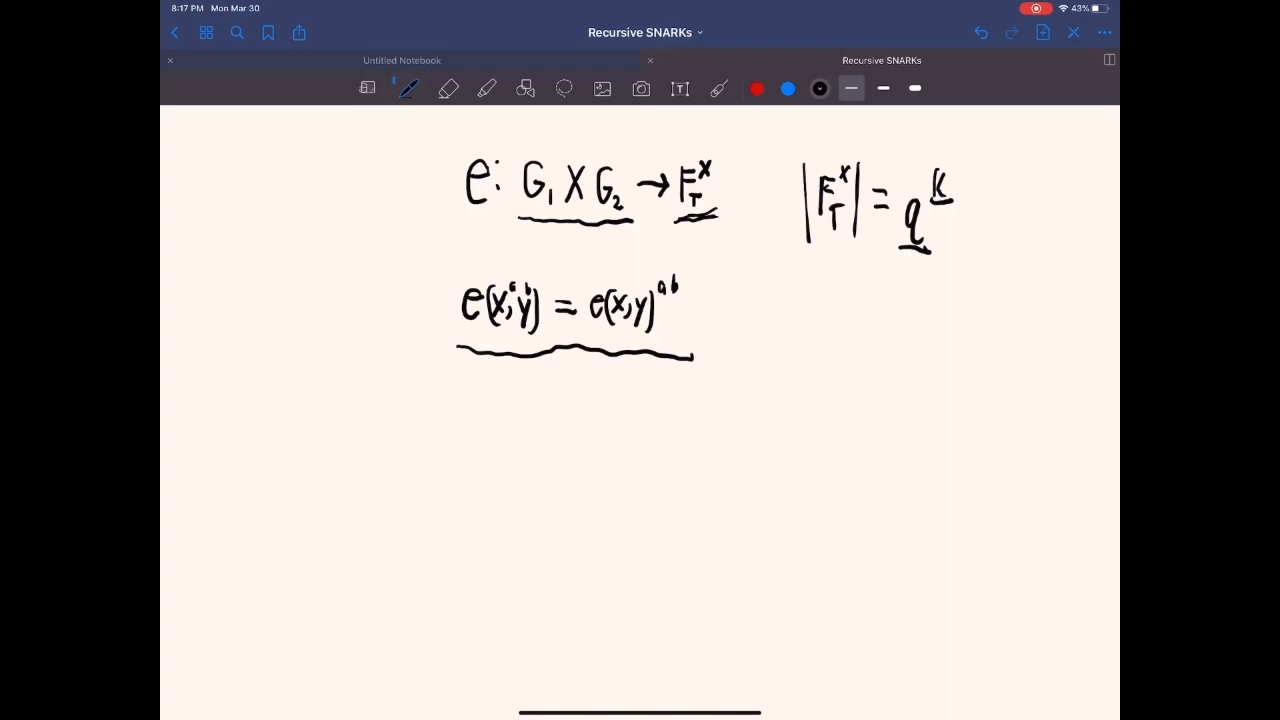 8:17 PM Mon Mar 30
43%
Recursive SNARKs
Untitled Notebook
Recursive SNARKs
e: G₁ X G₂ → F_T^x
|F_T^x| = q^k
e(x^a, y^b) = e(x,y)^ab